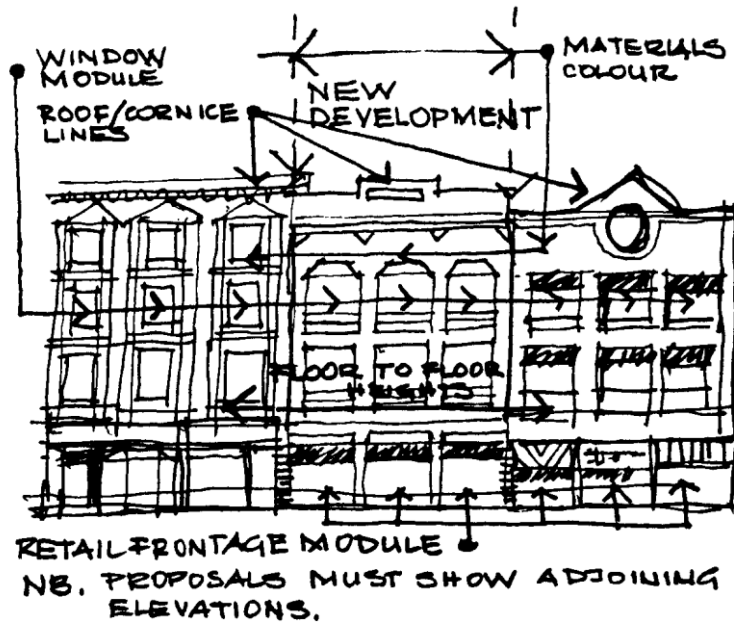 WINDOW
MODULE
MATERIALS
COLOUR
ROOF/CORNICE
LINES
NEW
DEVELOPMENT
FLOOR TO FLOOR
HEIGHTS
RETAIL FRONTAGE MODULE
NB. PROPOSALS MUST SHOW ADJOINING
ELEVATIONS.